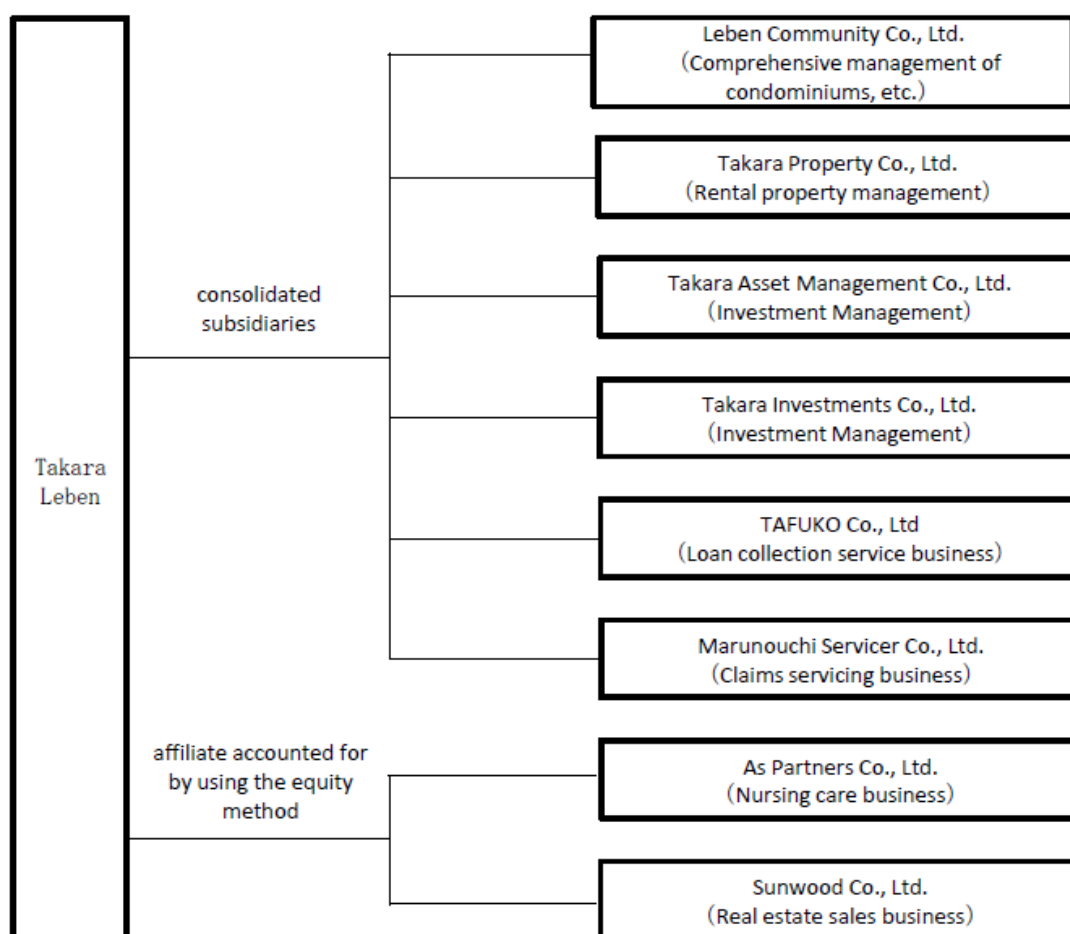 Takara
Leben
consolidated
subsidiaries
Leben Community Co., Ltd.
（Comprehensive management of
condominiums, etc.）
Takara Property Co., Ltd.
（Rental property management）
Takara Asset Management Co., Ltd.
（Investment Management）
Takara Investments Co., Ltd.
（Investment Management）
TAFUKO Co., Ltd
（Loan collection service business）
Marunouchi Servicer Co., Ltd.
（Claims servicing business）
affiliate accounted for
by using the equity
method
As Partners Co., Ltd.
（Nursing care business）
Sunwood Co., Ltd.
（Real estate sales business）